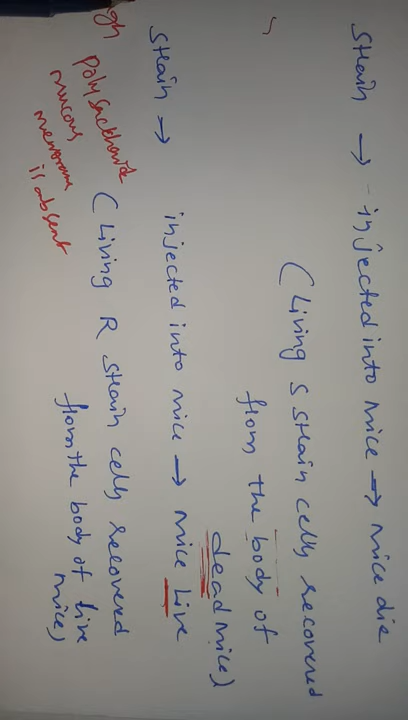 strain → injected into mice → mice die
(Living S strain cells recovered
from the body of
dead mice)
strain → injected into mice → mice Live
(Living R strain cells recovered
from the body of live
mice)
mucous
membrane
is absent